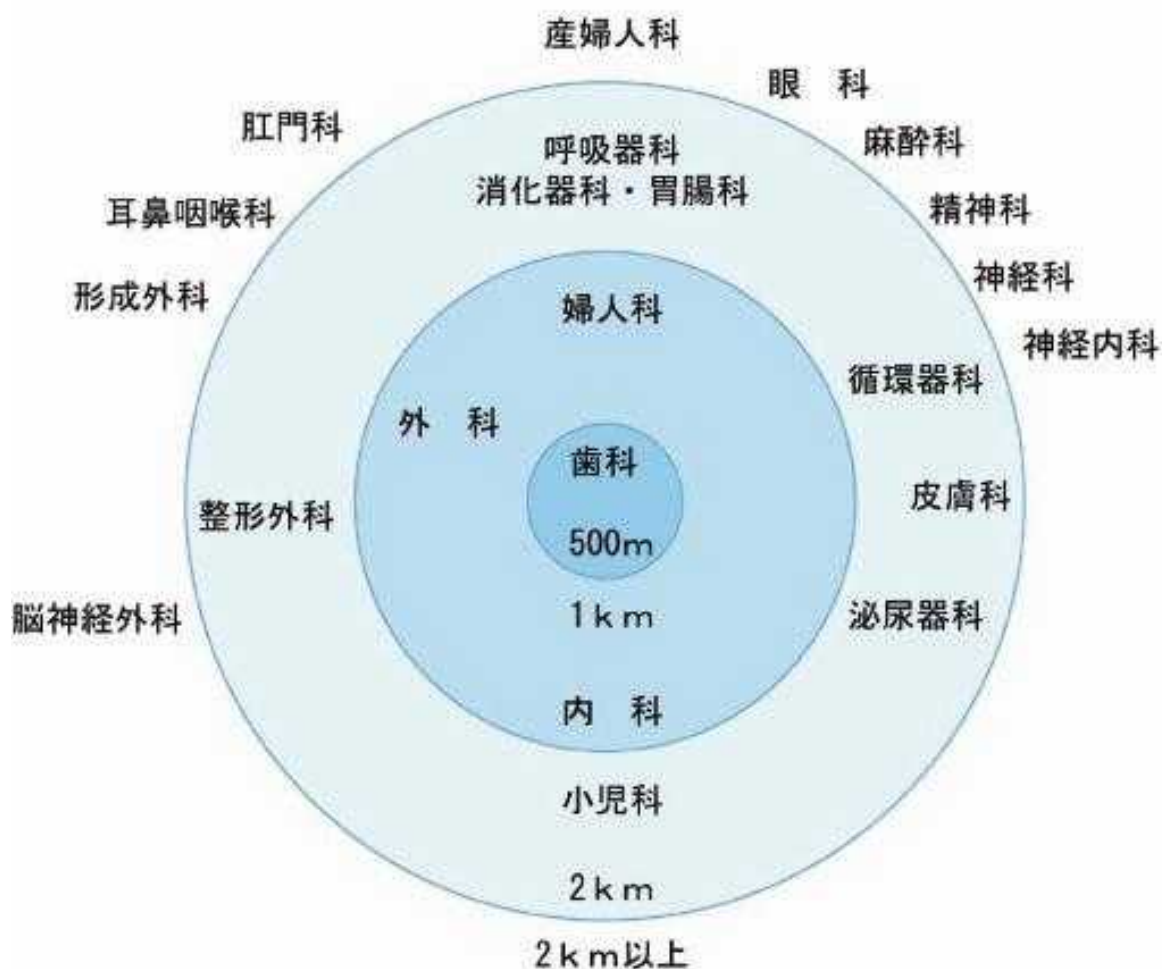 産婦人科
眼 科
肛門科
麻酔科
呼吸器科
消化器科・胃腸科
耳鼻咽喉科
精神科
神経科
形成外科
婦人科
神経内科
循環器科
外 科
歯科
皮膚科
整形外科
500m
1km
泌尿器科
脳神経外科
内 科
小児科
2km
2km以上